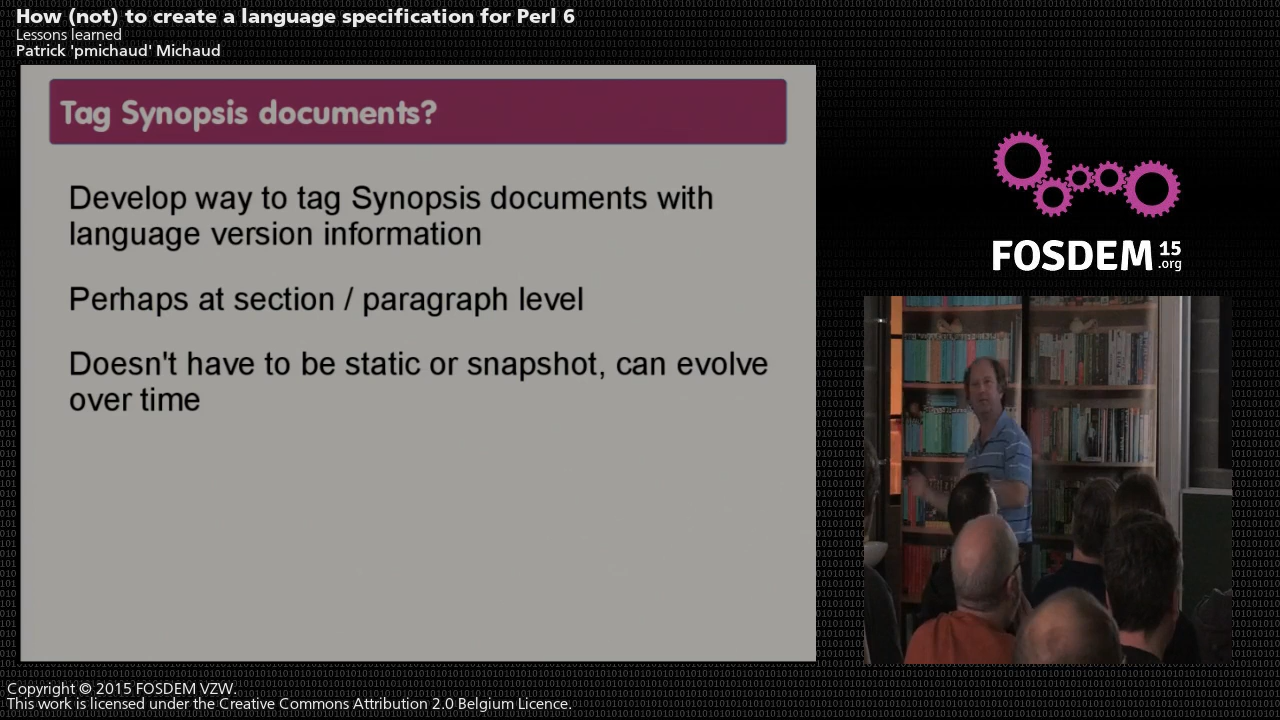 How (not) to create a language specification for Perl 6
Lessons learned
Patrick 'pmichaud' Michaud
Tag Synopsis documents?
Develop way to tag Synopsis documents with
language version information
Perhaps at section / paragraph level
Doesn't have to be static or snapshot, can evolve
over time
FOSDEM 15
.org
Copyright © 2015 FOSDEM VZW.
This work is licensed under the Creative Commons Attribution 2.0 Belgium Licence.